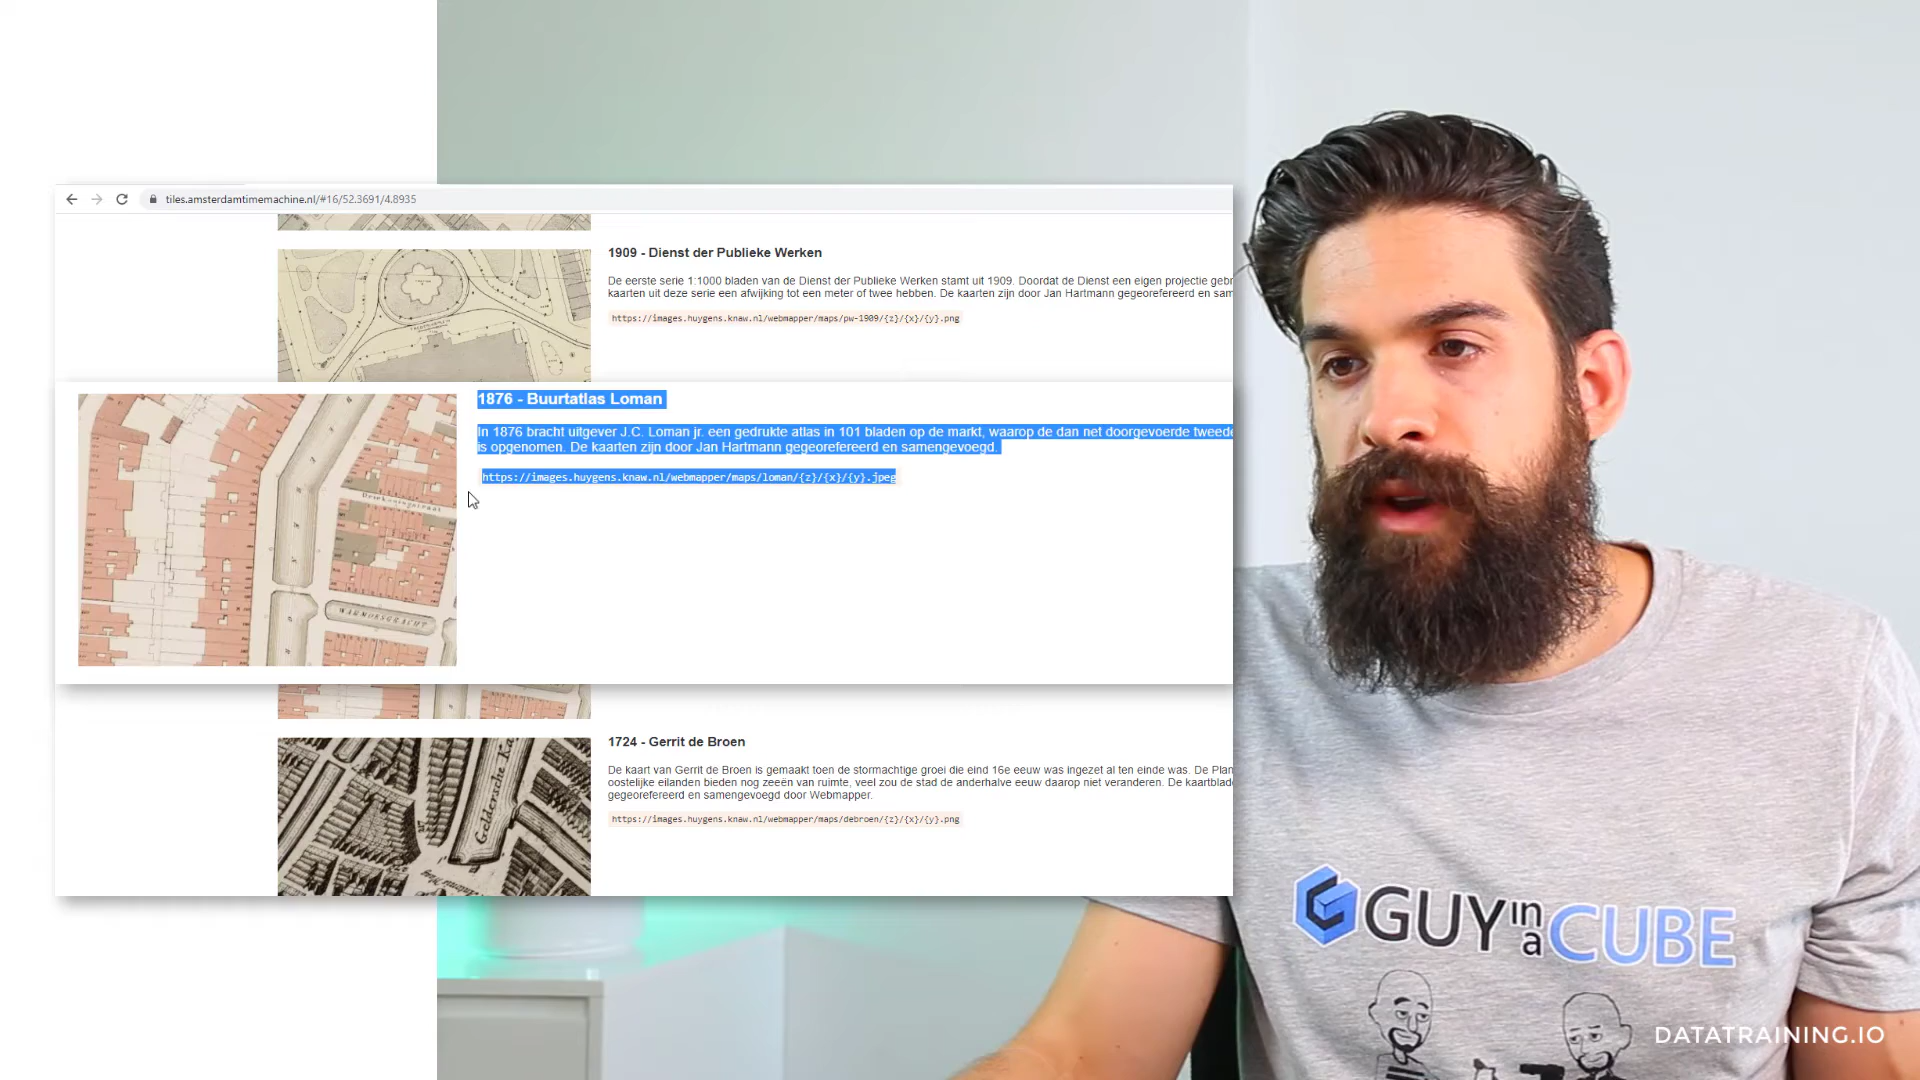 tiles.amsterdamtimemachine.nl/#16/52.3691/4.8935
1909 - Dienst der Publieke Werken
De eerste serie 1:1000 bladen van de Dienst der Publieke Werken stamt uit 1909. Doordat de Dienst een eigen projectie gebr
kaarten uit deze serie een afwijking tot een meter of twee hebben. De kaarten zijn door Jan Hartmann gegeorefereerd en sam
https://images.huygens.knaw.nl/webmapper/maps/pw-1909/{z}/{x}/{y}.png
1876 - Buurtatlas Loman
In 1876 bracht uitgever J.C. Loman jr. een gedrukte atlas in 101 bladen op de markt, waarop de dan net doorgevoerde tweede
is opgenomen. De kaarten zijn door Jan Hartmann gegeorefereerd en samengevoegd.
https://images.huygens.knaw.nl/webmapper/maps/loman/{z}/{x}/{y}.jpeg
WARMOESGRACHT
1724 - Gerrit de Broen
De kaart van Gerrit de Broen is gemaakt toen de stormachtige groei die eind 16e eeuw was ingezet al ten einde was. De Plan
oostelijke eilanden bieden nog zeeën van ruimte, veel zou de stad de anderhalve eeuw daarop niet veranderen. De kaartblade
gegeorefereerd en samengevoegd door Webmapper.
https://images.huygens.knaw.nl/webmapper/maps/debroen/{z}/{x}/{y}.png
Geldersche Ka
GUY in a CUBE
DATATRAINING.IO